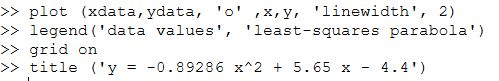 >> plot (xdata,ydata, 'o' ,x,y, 'linewidth', 2)
>> legend('data values', 'least-squares parabola')
>> grid on
>> title ('y = -0.89286 x^2 + 5.65 x - 4.4')